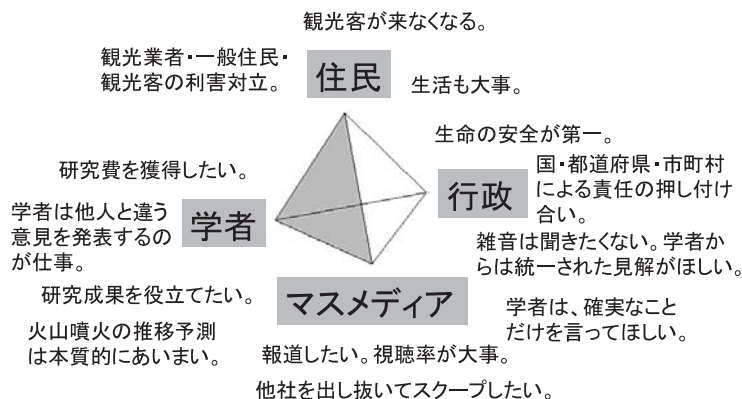 観光客が来なくなる。
観光業者・一般住民・
観光客の利害対立。
住民
生活も大事。
生命の安全が第一。
研究費を獲得したい。
国・都道府県・市町村
による責任の押し付け
合い。
行政
学者は他人と違う
意見を発表するの
が仕事。
学者
雑音は聞きたくない。学者か
らは統一された見解がほしい。
研究成果を役立てたい。
マスメディア
学者は、確実なこと
だけを言ってほしい。
火山噴火の推移予測
は本質的にあいまい。
報道したい。視聴率が大事。
他社を出し抜いてスクープしたい。